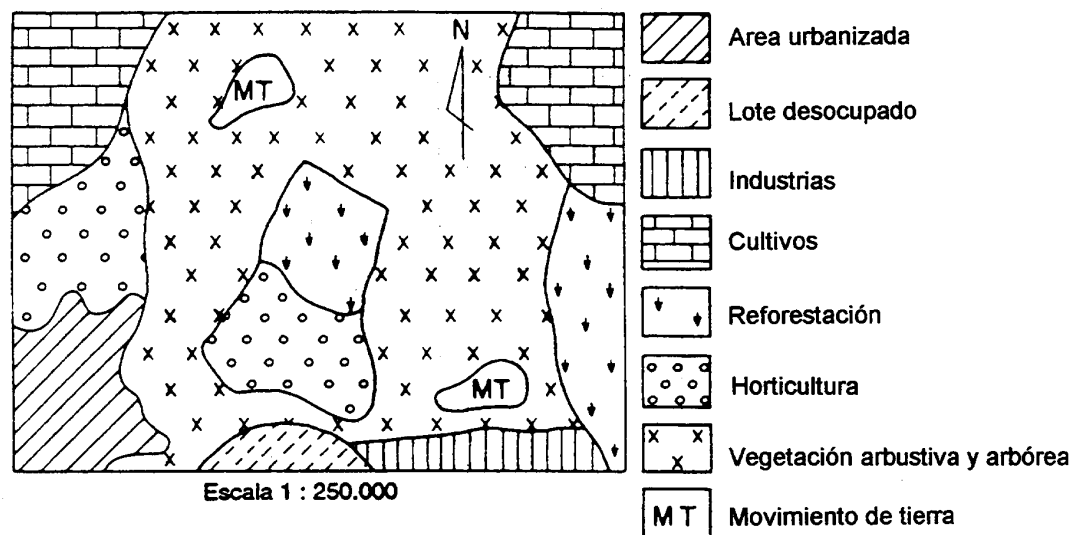 N
MT
MT
Escala 1 : 250.000
Area urbanizada
Lote desocupado
Industrias
Cultivos
Reforestación
Horticultura
Vegetación arbustiva y arbórea
MT Movimiento de tierra